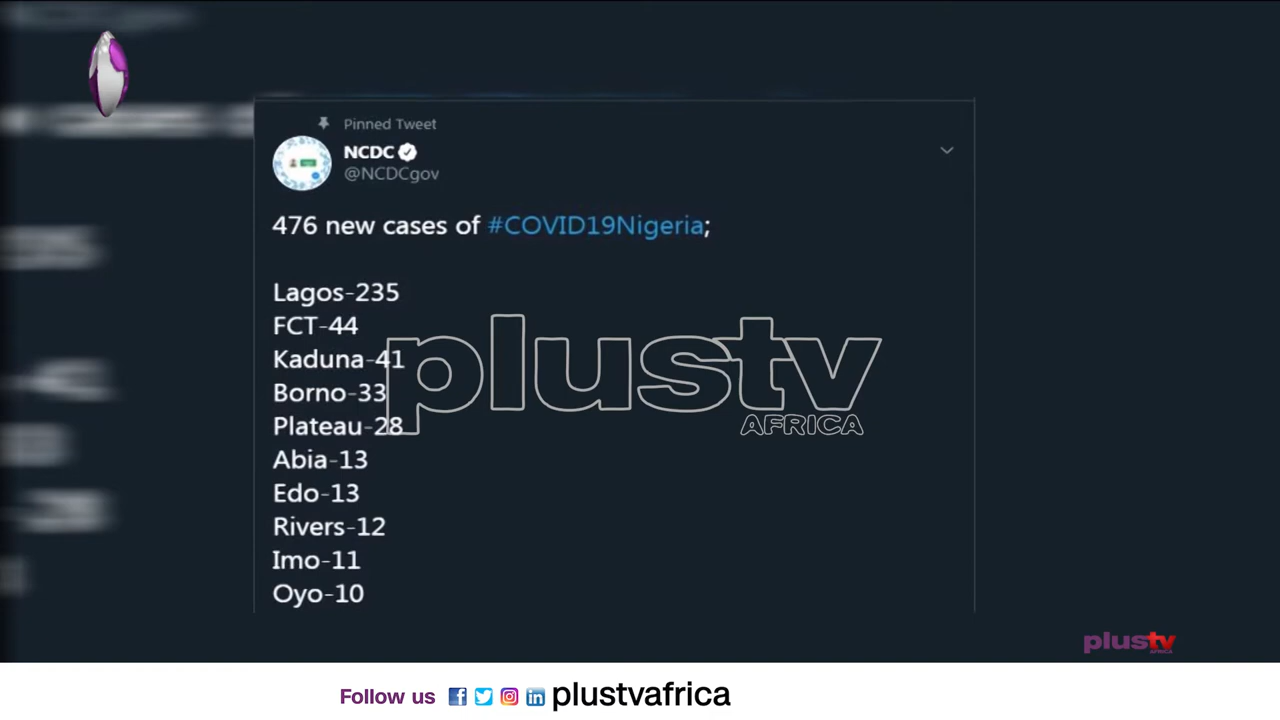 Pinned Tweet
NCDC
@NCDCgov
476 new cases of #COVID19Nigeria;
Lagos-235
FCT-44
Kaduna-41
Borno-33
Plateau-28
Abia-13
Edo-13
Rivers-12
Imo-11
Oyo-10
plustv
AFRICA
plustv
AFRICA
Follow us plustvafrica